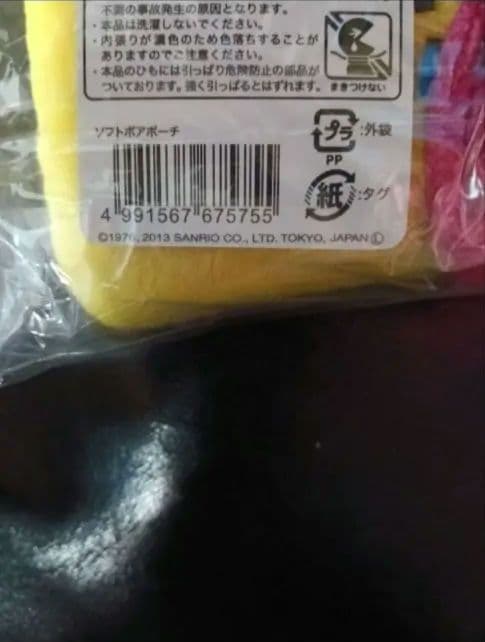 不要の事故発生の原因となります。
・本品は洗濯しないでください。
・内張りが濃色のため色落ちすることが
ありますのでご注意ください。
・本品のひもには引っぱり危険防止の部品が
ついております。強く引っぱるとはずれます。
まきつけない
ソフトボアポーチ
プラ
:外袋
PP
紙
:タグ
4 991567 675755
©1976, 2013 SANRIO CO., LTD. TOKYO, JAPAN Ⓛ